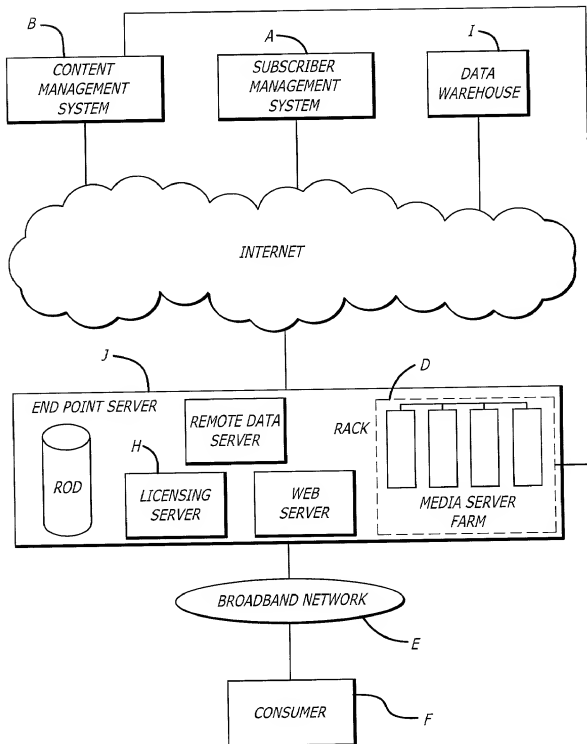 B
A
I
CONTENT
MANAGEMENT
SYSTEM
SUBSCRIBER
MANAGEMENT
SYSTEM
DATA
WAREHOUSE
INTERNET
J
D
END POINT SERVER
REMOTE DATA
SERVER
RACK
H
ROD
LICENSING
SERVER
WEB
SERVER
MEDIA SERVER
FARM
BROADBAND NETWORK
E
CONSUMER
F